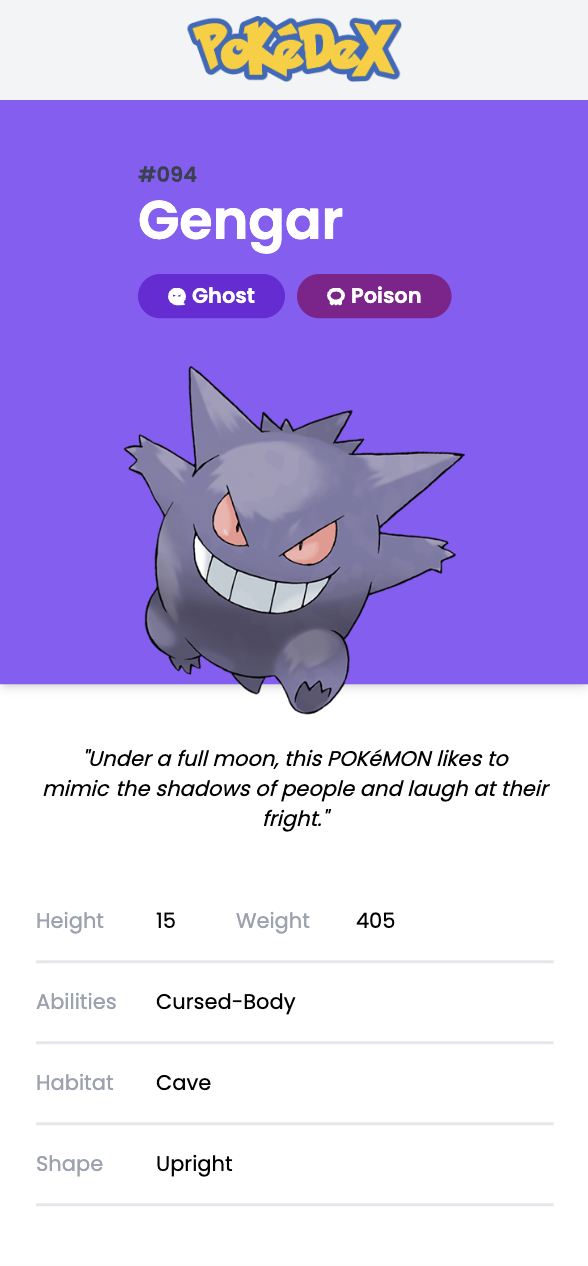 PoKéDeX
#094
Gengar
Ghost Poison
"Under a full moon, this POKéMON likes to
mimic the shadows of people and laugh at their
fright."
Height 15 Weight 405
Abilities Cursed-Body
Habitat Cave
Shape Upright